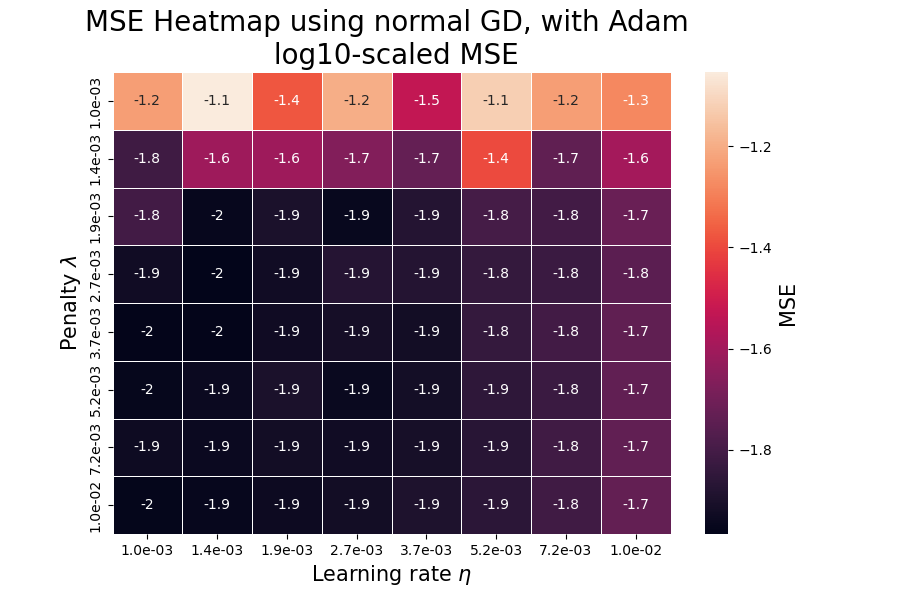 MSE Heatmap using normal GD, with Adam
log10-scaled MSE
Penalty λ
1.0e-03 -1.2 -1.1 -1.4 -1.2 -1.5 -1.1 -1.2 -1.3
1.4e-03 -1.8 -1.6 -1.6 -1.7 -1.7 -1.4 -1.7 -1.6
1.9e-03 -1.8 -2 -1.9 -1.9 -1.9 -1.8 -1.8 -1.7
2.7e-03 -1.9 -2 -1.9 -1.9 -1.9 -1.8 -1.8 -1.8
3.7e-03 -2 -2 -1.9 -1.9 -1.9 -1.8 -1.8 -1.7
5.2e-03 -2 -1.9 -1.9 -1.9 -1.9 -1.9 -1.8 -1.7
7.2e-03 -1.9 -1.9 -1.9 -1.9 -1.9 -1.9 -1.8 -1.7
1.0e-02 -2 -1.9 -1.9 -1.9 -1.9 -1.9 -1.8 -1.7
1.0e-03 1.4e-03 1.9e-03 2.7e-03 3.7e-03 5.2e-03 7.2e-03 1.0e-02
Learning rate η
−1.2
−1.4
−1.6
−1.8
MSE